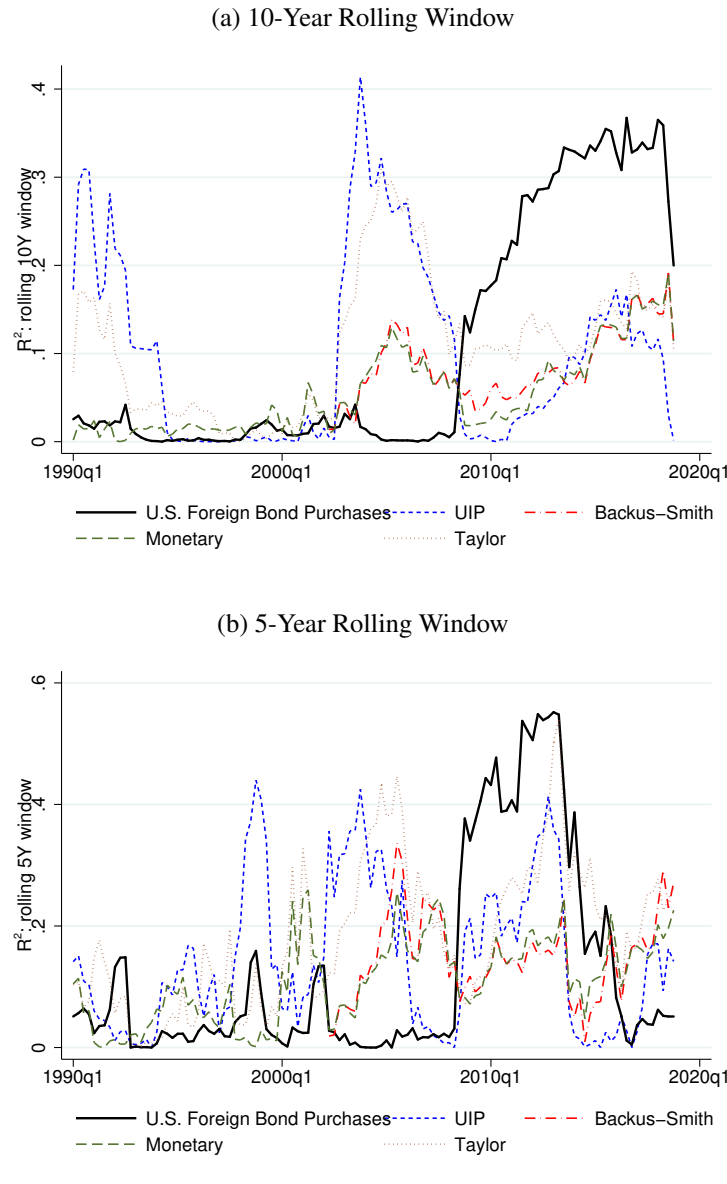 (a) 10-Year Rolling Window
R²: rolling 10Y window
.4
.3
.2
.1
0
1990q1 2000q1 2010q1 2020q1
U.S. Foreign Bond Purchases UIP Backus−Smith
Monetary Taylor
(b) 5-Year Rolling Window
R²: rolling 5Y window
.6
.4
.2
0
1990q1 2000q1 2010q1 2020q1
U.S. Foreign Bond Purchases UIP Backus−Smith
Monetary Taylor